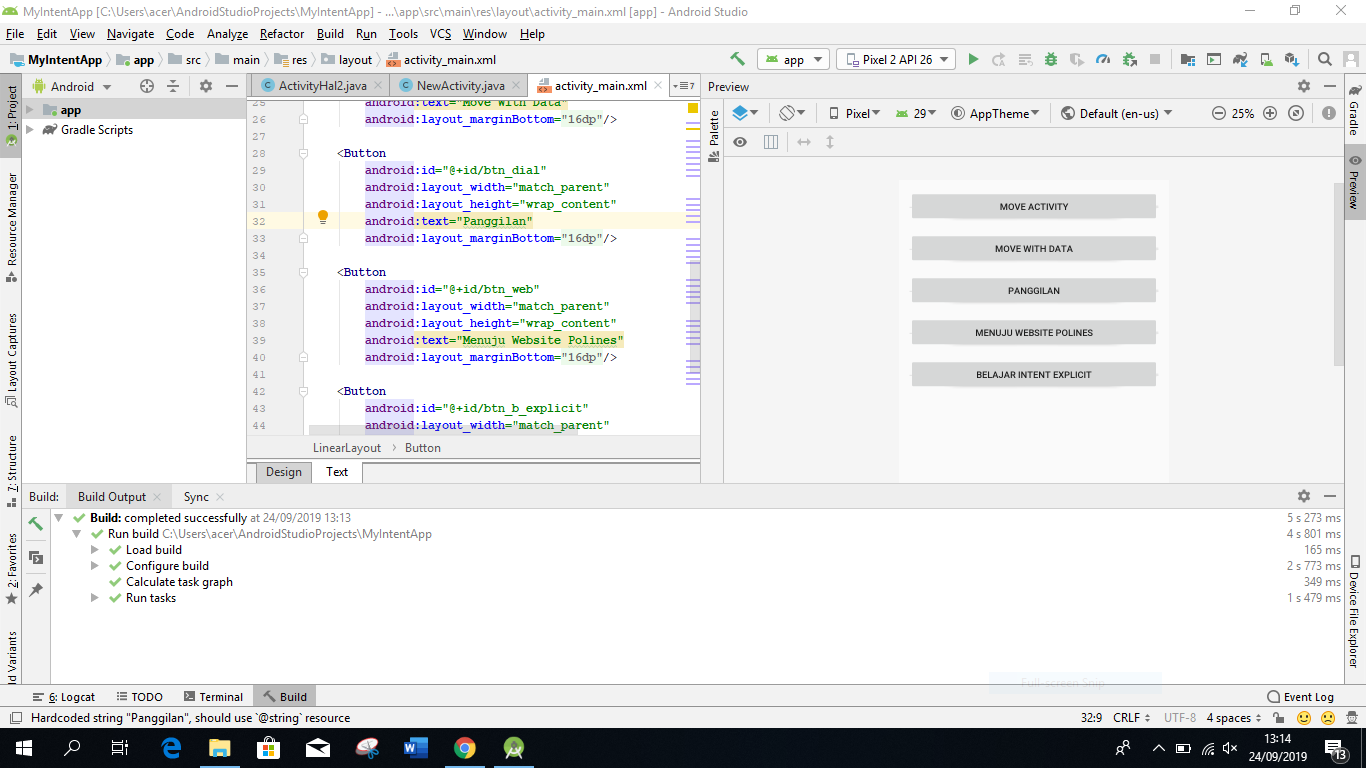 MyIntentApp [C:\Users\acer\AndroidStudioProjects\MyIntentApp] - ...\app\src\main\res\layout\activity_main.xml [app] - Android Studio
File Edit View Navigate Code Analyze Refactor Build Run Tools VCS Window Help
MyIntentApp app src main res layout activity_main.xml app Pixel 2 API 26
1: Project
Resource Manager
Layout Captures
7: Structure
2: Favorites
Android
app
Gradle Scripts
ActivityHal2.java NewActivity.java activity_main.xml
25 android:text="Move With Data"
26 android:layout_marginBottom="16dp"/>
27
28 <Button
29 android:id="@+id/btn_dial"
30 android:layout_width="match_parent"
31 android:layout_height="wrap_content"
32 android:text="Panggilan"
33 android:layout_marginBottom="16dp"/>
34
35 <Button
36 android:id="@+id/btn_web"
37 android:layout_width="match_parent"
38 android:layout_height="wrap_content"
39 android:text="Menuju Website Polines"
40 android:layout_marginBottom="16dp"/>
41
42 <Button
43 android:id="@+id/btn_b_explicit"
44 android:layout_width="match_parent"
LinearLayout Button
Design Text
Preview
Palette
Pixel 29 AppTheme Default (en-us) 25%
MOVE ACTIVITY
MOVE WITH DATA
PANGGILAN
MENUJU WEBSITE POLINES
BELAJAR INTENT EXPLICIT
Gradle
Preview
Device File Explorer
Build: Build Output Sync
Build: completed successfully at 24/09/2019 13:13 5 s 273 ms
Run build C:\Users\acer\AndroidStudioProjects\MyIntentApp 4 s 801 ms
Load build 165 ms
Configure build 2 s 773 ms
Calculate task graph 349 ms
Run tasks 1 s 479 ms
Full-screen Snip
6: Logcat TODO Terminal Build Event Log
Hardcoded string "Panggilan", should use `@string` resource 32:9 CRLF UTF-8 4 spaces
13:14
24/09/2019
13